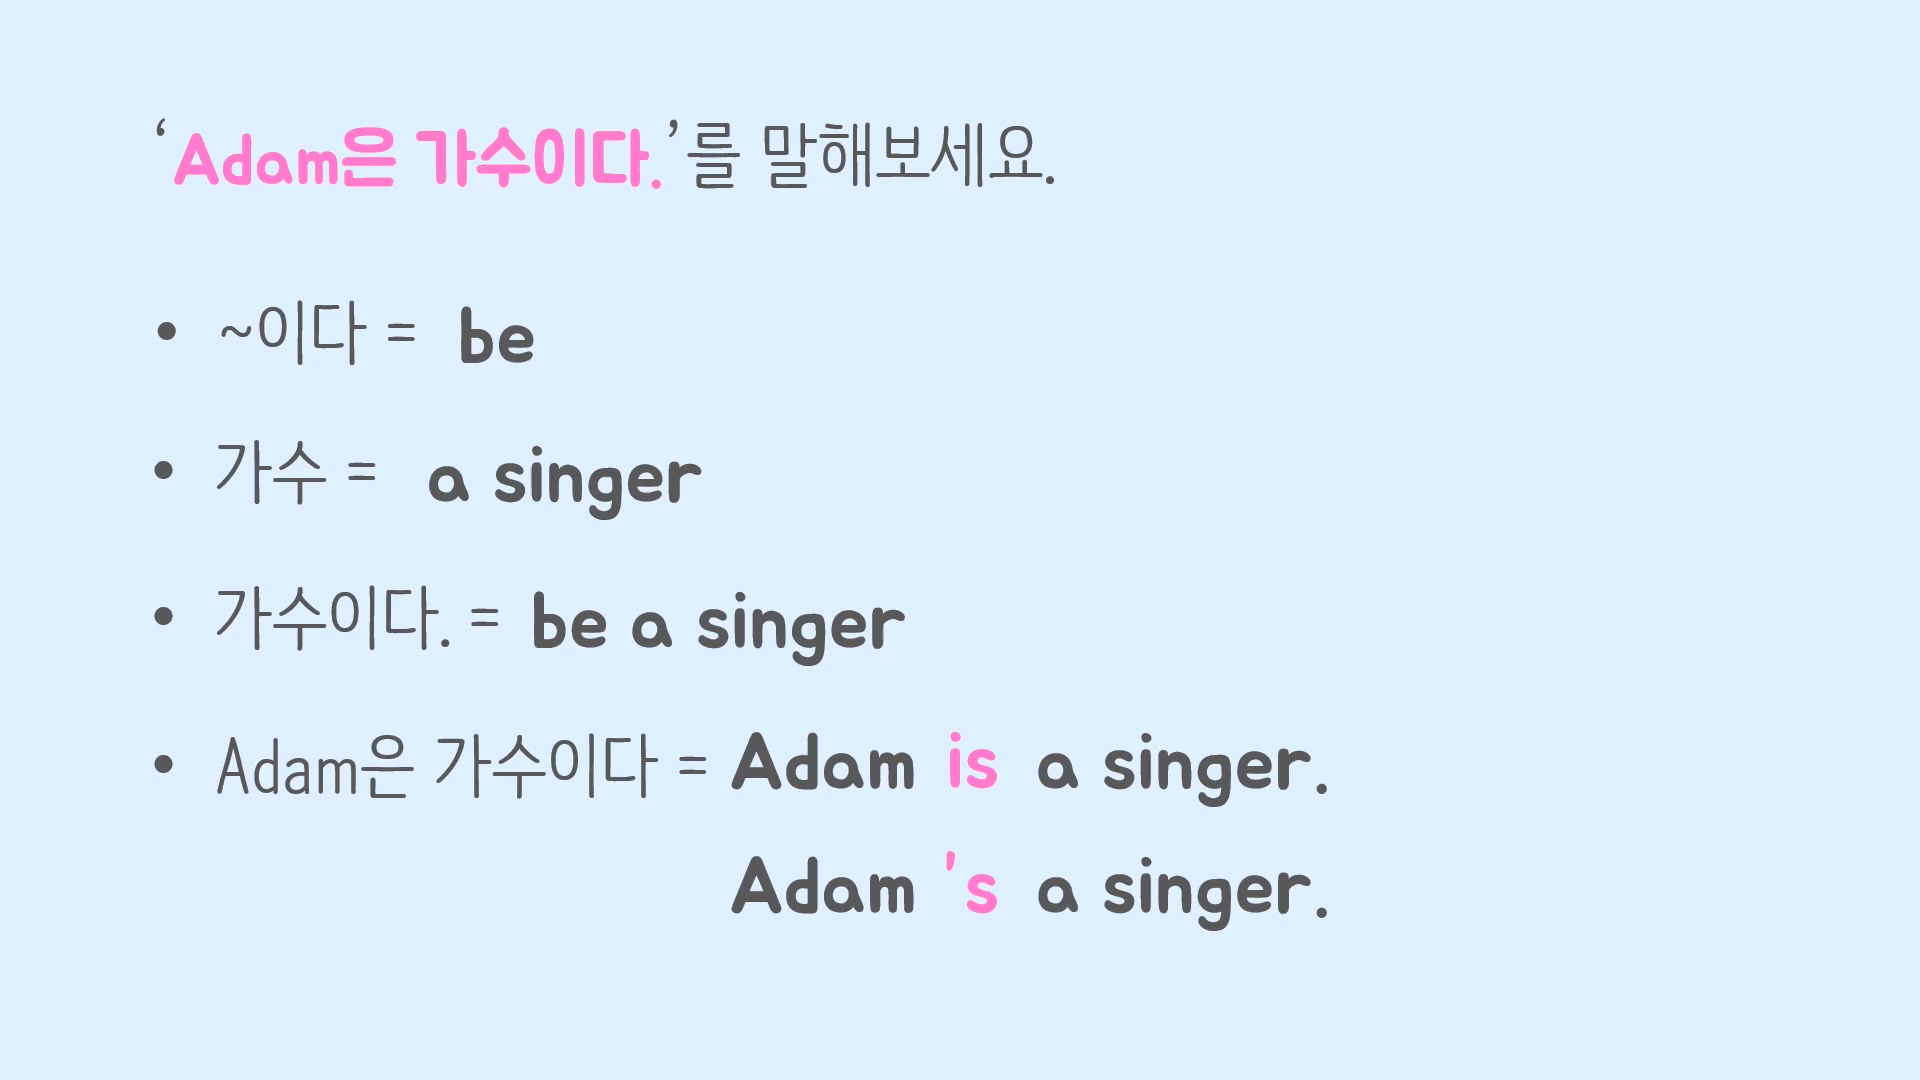 ‘Adam은 가수이다.’를 말해보세요.
• ~이다 = be
• 가수 = a singer
• 가수이다. = be a singer
• Adam은 가수이다 = Adam is a singer.
Adam 's a singer.